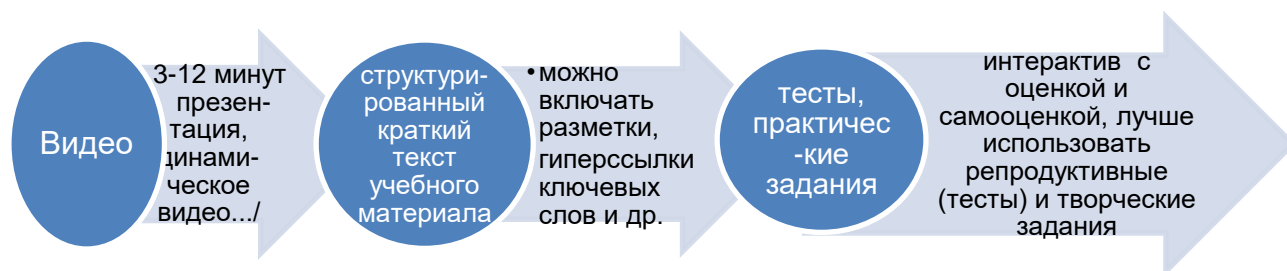 Видео
3-12 минут
презен-
тация,
динами-
ческое
видео.../
структури-
рованный
краткий
текст
учебного
материала
•можно
включать
разметки,
гиперссылки
ключевых
слов и др.
тесты,
практичес
-кие
задания
интерактив с
оценкой и
самооценкой, лучше
использовать
репродуктивные
(тесты) и творческие
задания